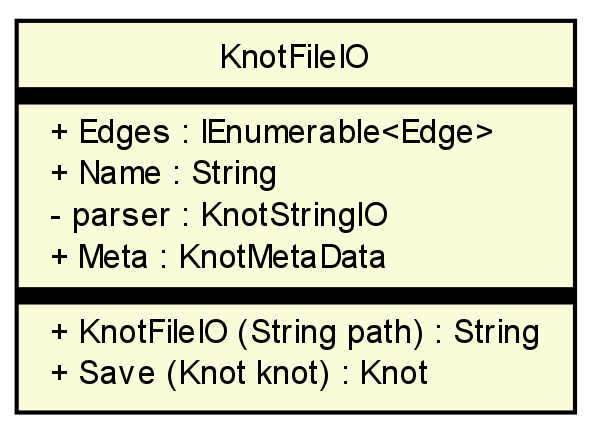 KnotFileIO
+ Edges : IEnumerable<Edge>
+ Name : String
- parser : KnotStringIO
+ Meta : KnotMetaData
+ KnotFileIO (String path) : String
+ Save (Knot knot) : Knot